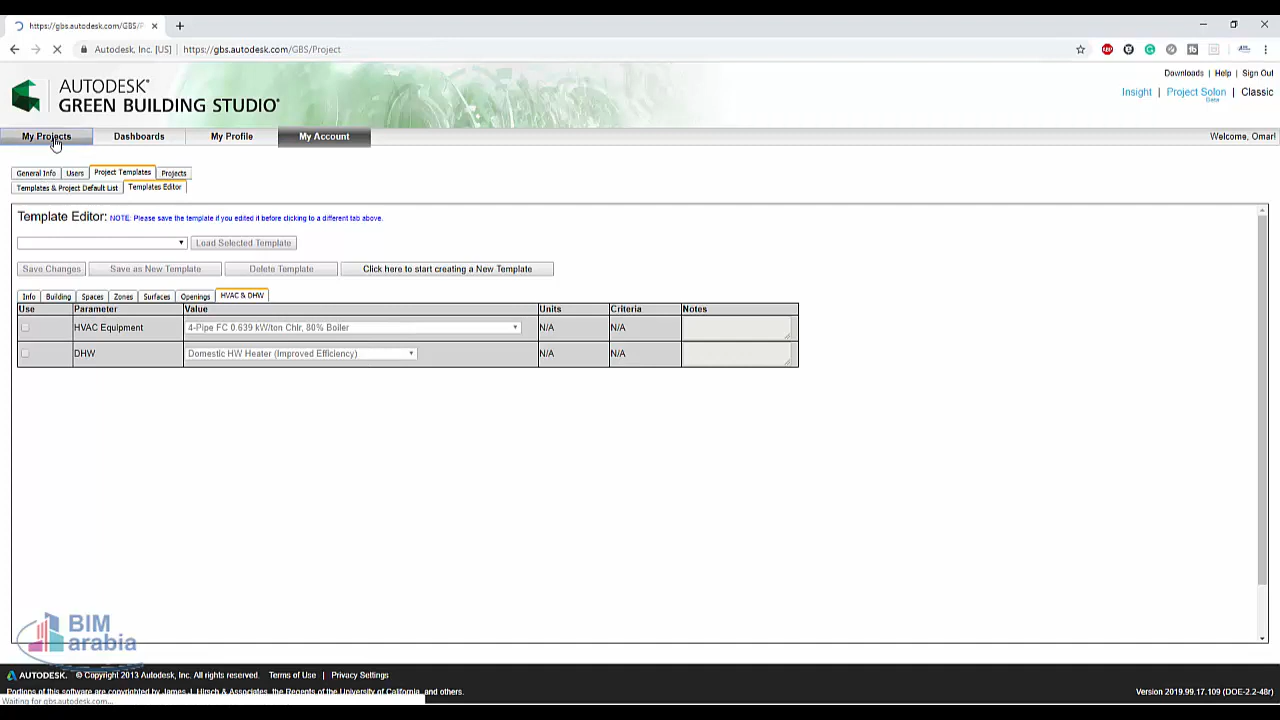 https://gbs.autodesk.com/GBS/P
Autodesk, Inc. [US] | https://gbs.autodesk.com/GBS/Project
AUTODESK®
GREEN BUILDING STUDIO®
Downloads | Help | Sign Out
Insight | Project Solon | Classic
Beta
My Projects Dashboards My Profile My Account Welcome, Omar!
General Info Users Project Templates Projects
Templates & Project Default List Templates Editor
Template Editor: NOTE: Please save the template if you edited it before clicking to a different tab above.
Load Selected Template
Save Changes Save as New Template Delete Template Click here to start creating a New Template
Info Building Spaces Zones Surfaces Openings HVAC & DHW
Use Parameter Value Units Criteria Notes
HVAC Equipment 4-Pipe FC 0.639 kW/ton Chlr, 80% Boiler N/A N/A
DHW Domestic HW Heater (Improved Efficiency) N/A N/A
BIM
arabia
AUTODESK. © Copyright 2013 Autodesk, Inc. All rights reserved. Terms of Use | Privacy Settings
Portions of this software are copyrighted by James J. Hirsch & Associates, the Regents of the University of California, and others. Version 2019.99.17.109 (DOE-2.2-48r)
Waiting for gbs.autodesk.com...